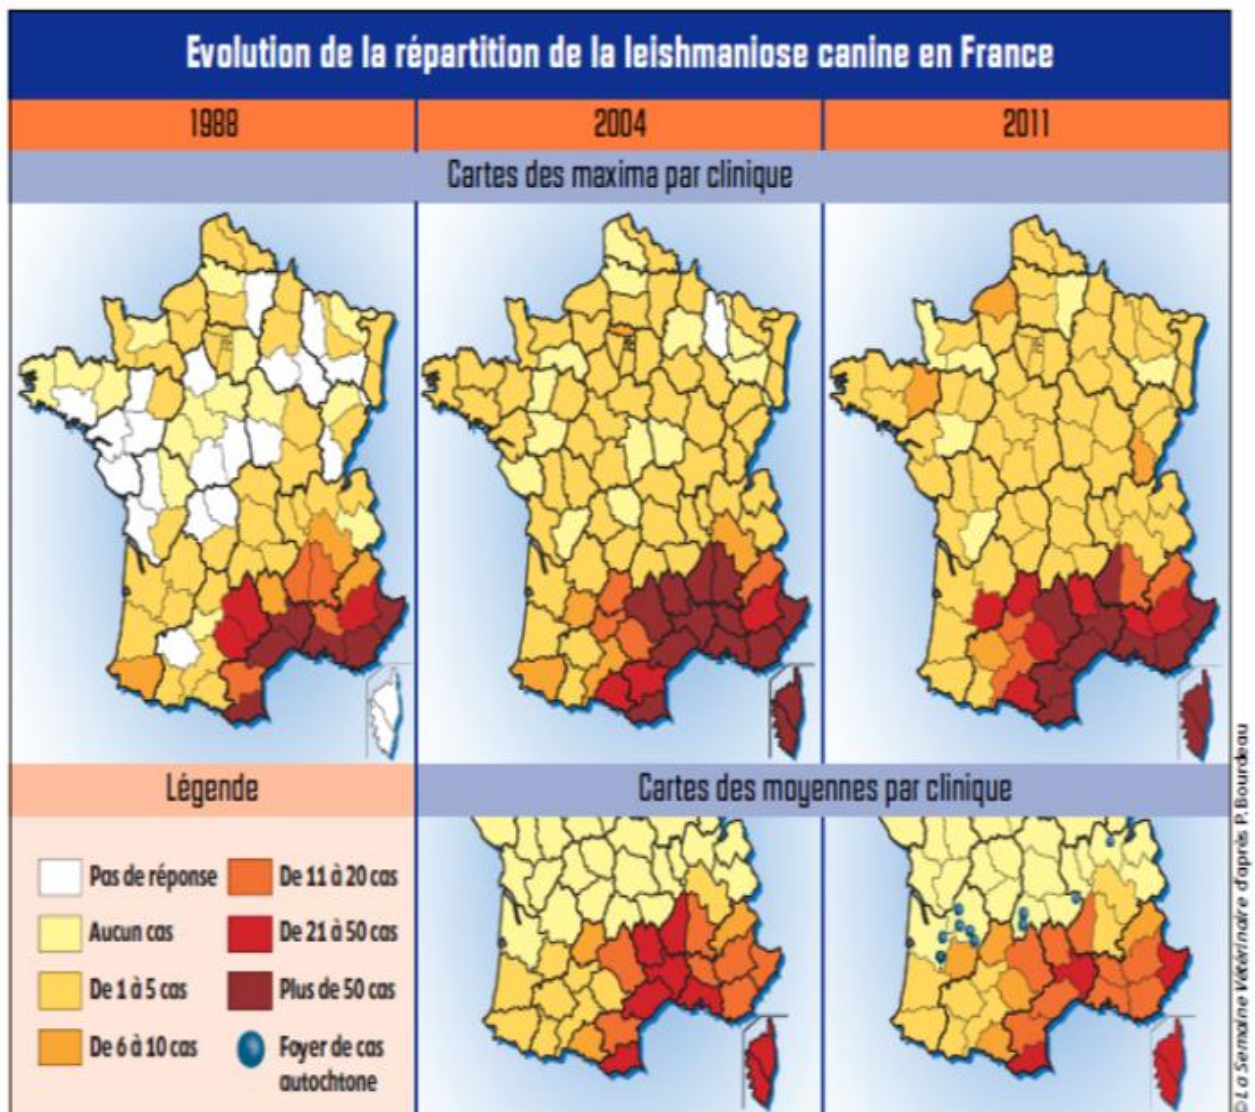 Evolution de la répartition de la leishmaniose canine en France
1988
2004
2011
Cartes des maxima par clinique
Légende
Cartes des moyennes par clinique
Pas de réponse
De 11 à 20 cas
Aucun cas
De 21 à 50 cas
De 1 à 5 cas
Plus de 50 cas
De 6 à 10 cas
Foyer de cas
autochtone
©La Semaine Vétérinaire d'après P. Bourdeau